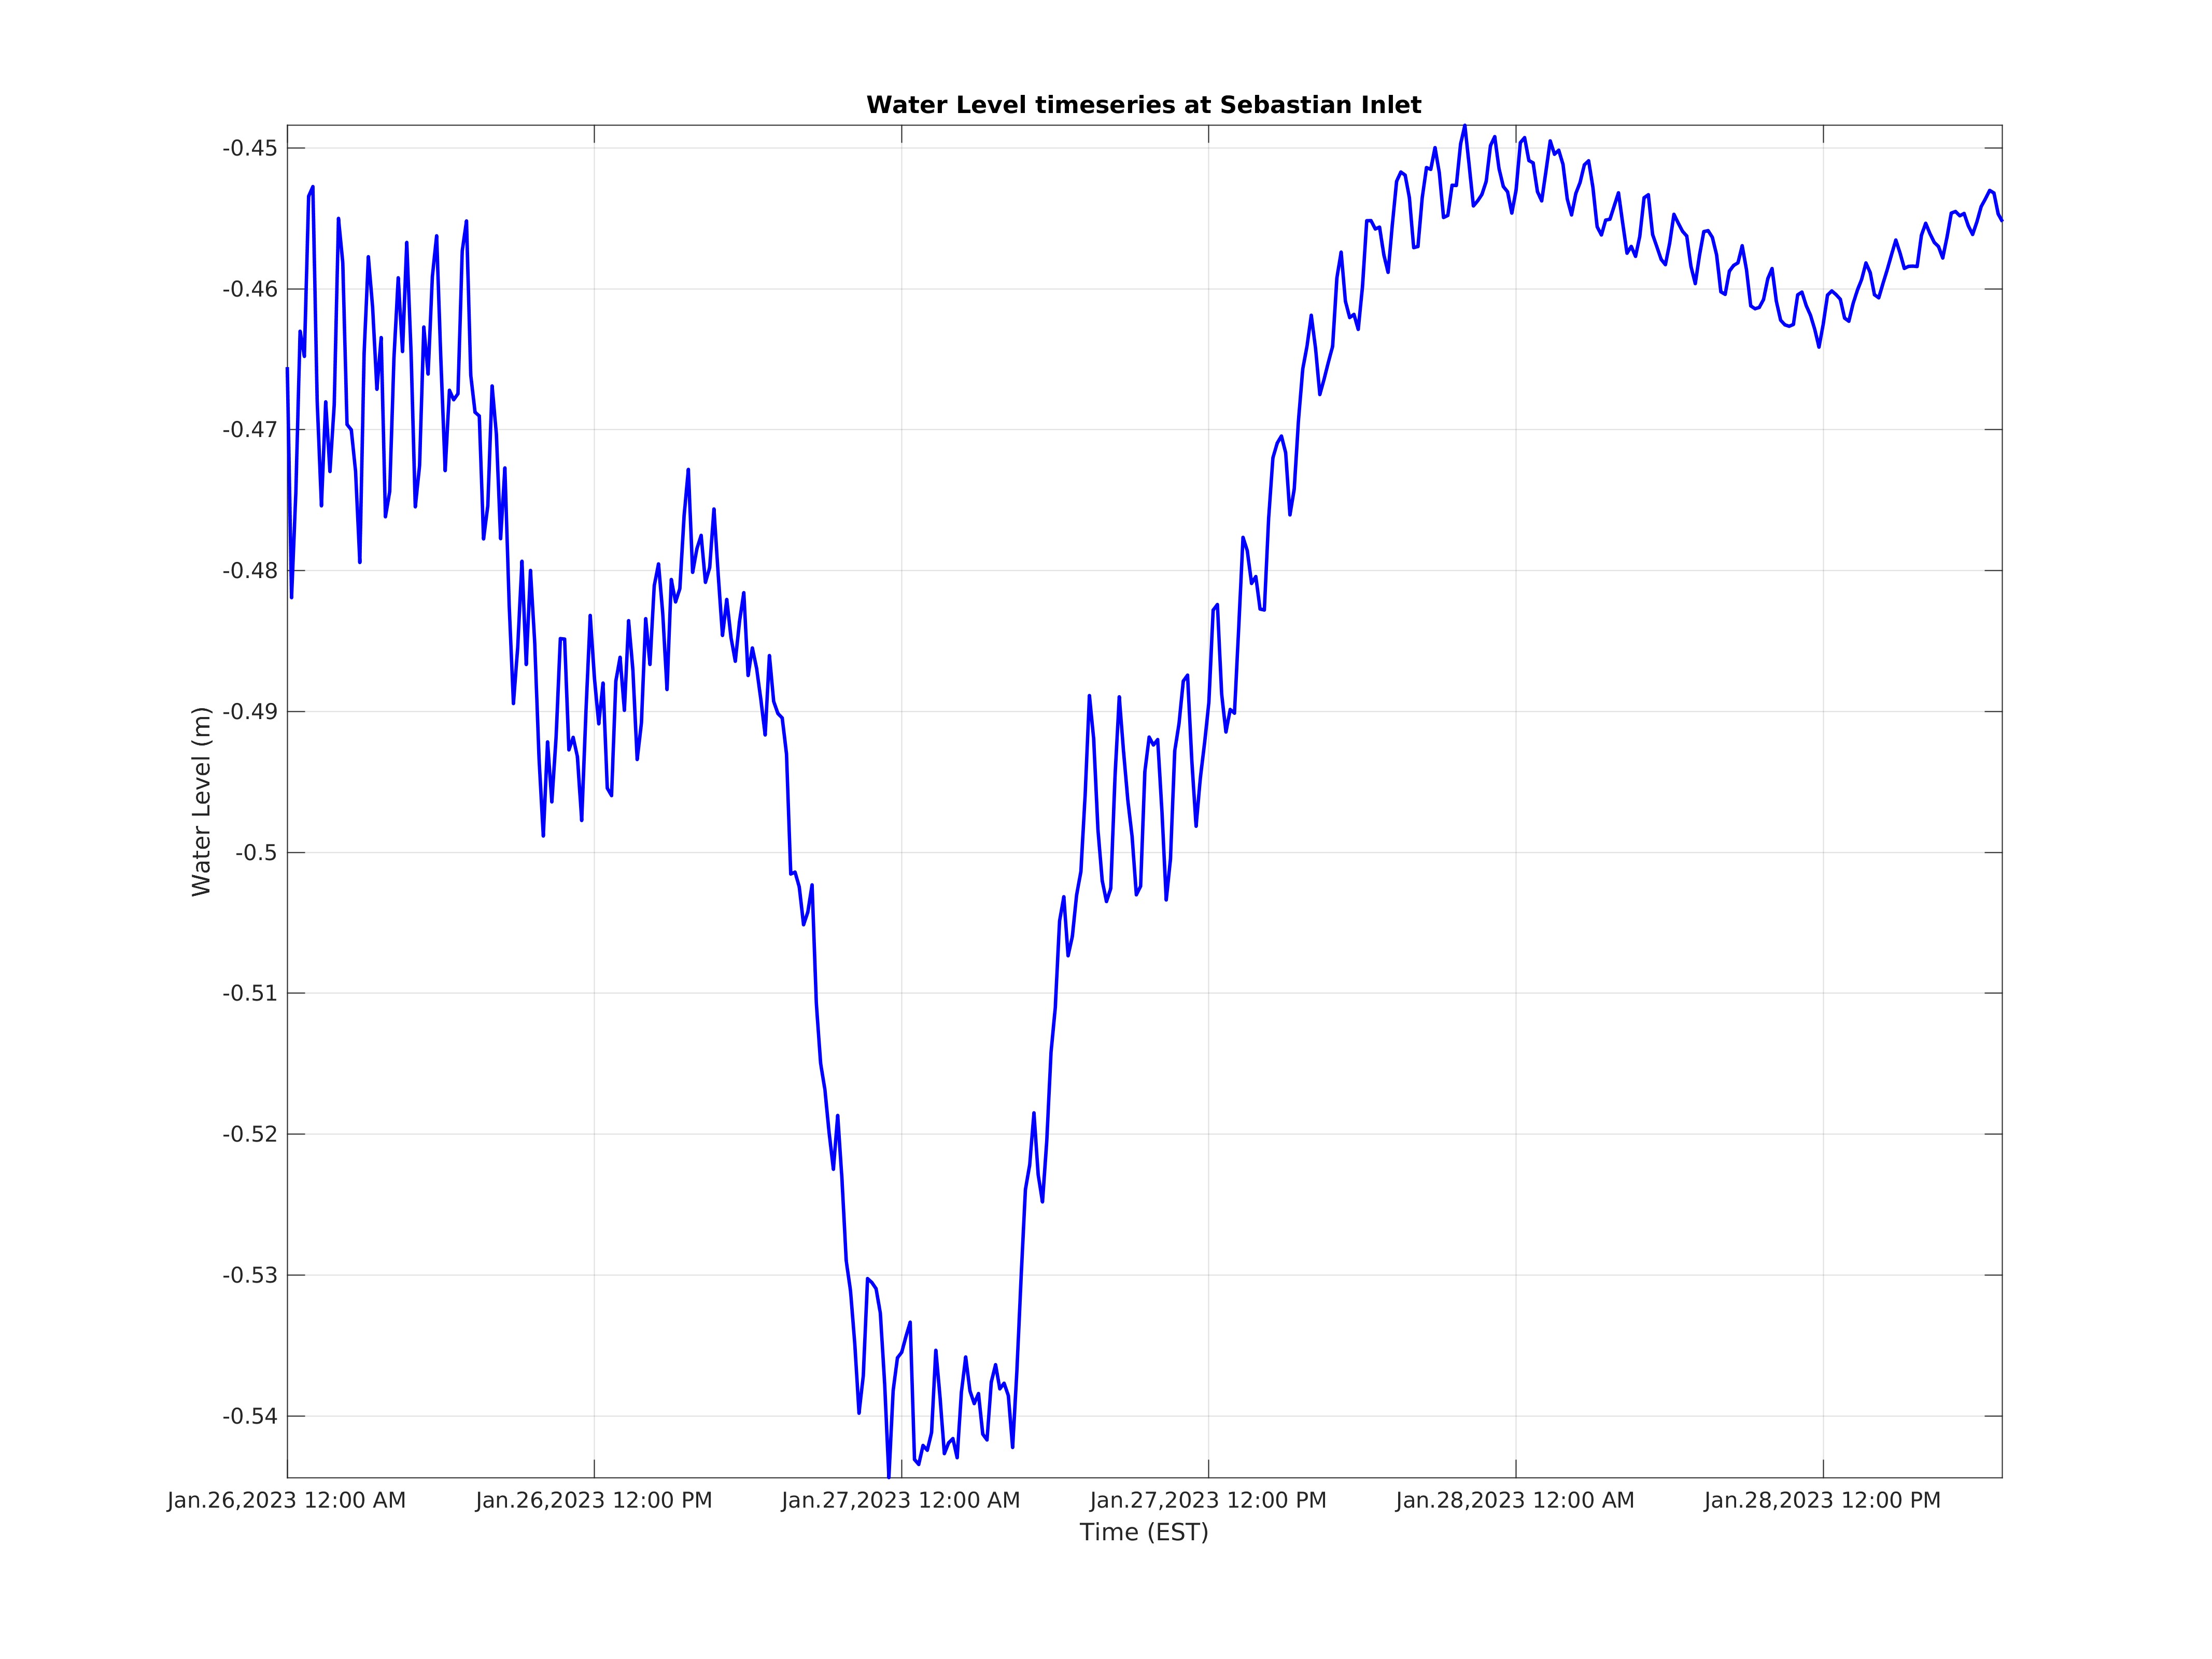 Water Level timeseries at Sebastian Inlet
-0.45
-0.46
-0.47
-0.48
-0.49
-0.5
-0.51
-0.52
-0.53
-0.54
Water Level (m)
Jan.26,2023 12:00 AM
Jan.26,2023 12:00 PM
Jan.27,2023 12:00 AM
Jan.27,2023 12:00 PM
Jan.28,2023 12:00 AM
Jan.28,2023 12:00 PM
Time (EST)